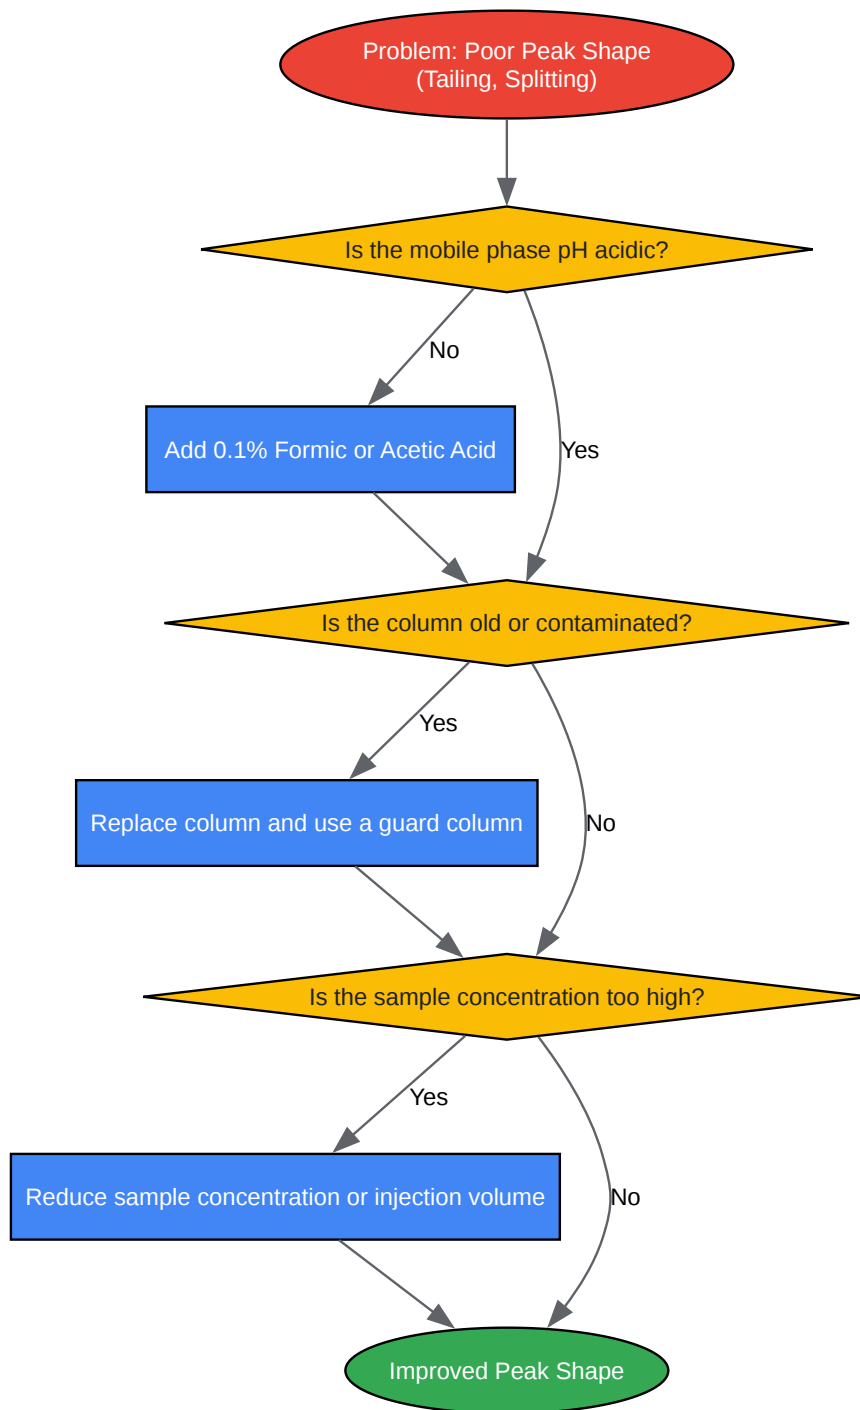 Problem: Poor Peak Shape
(Tailing, Splitting)
Is the mobile phase pH acidic?
No
Add 0.1% Formic or Acetic Acid
Yes
Is the column old or contaminated?
Yes
Replace column and use a guard column
No
Is the sample concentration too high?
Yes
Reduce sample concentration or injection volume
No
Improved Peak Shape